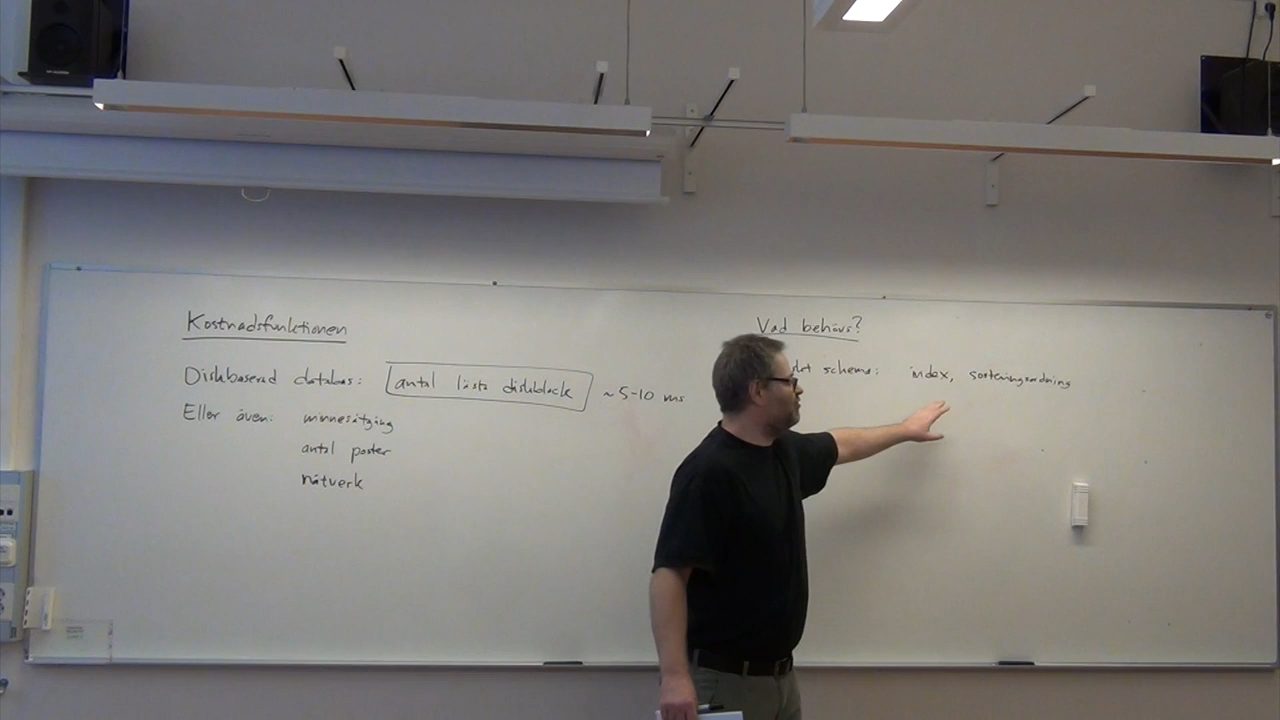 Kostnadsfunktionen
Diskbaserad databas: antal lästa diskblock ~5-10 ms
Eller även: minnesåtgång
antal poster
nätverk
Vad behövs?
schema: index, sorteringsordning